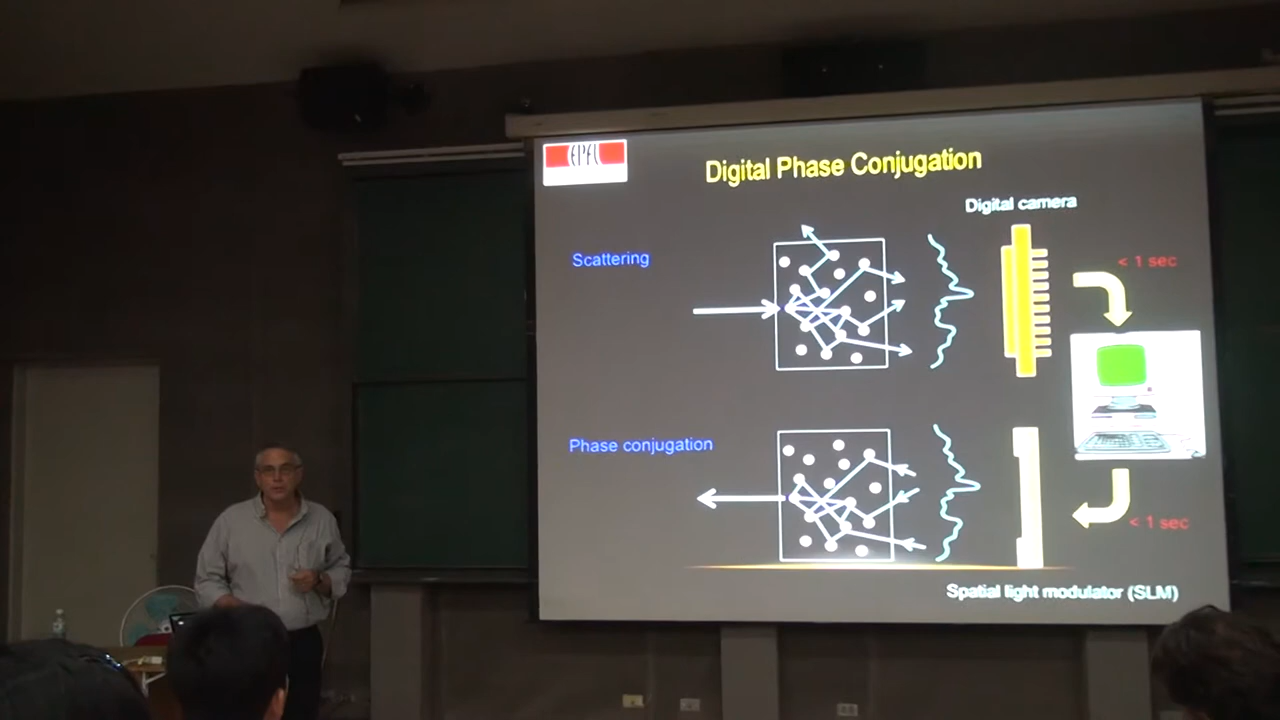 EPFL
Digital Phase Conjugation
Digital camera
Scattering
< 1 sec
Phase conjugation
< 1 sec
Spatial light modulator (SLM)